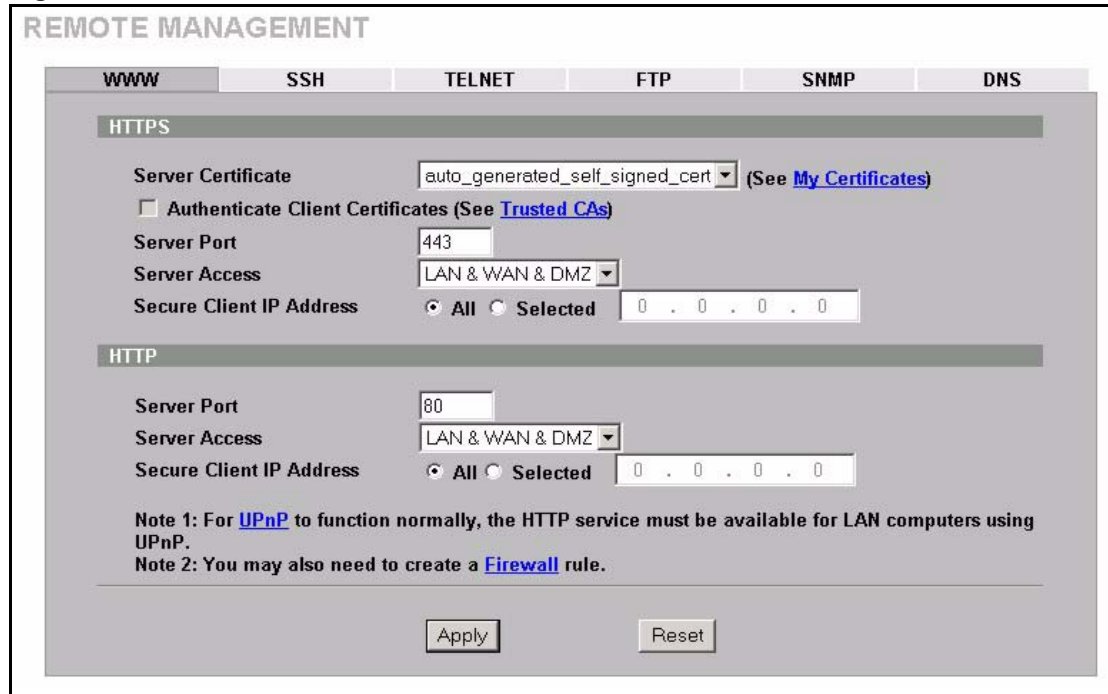 REMOTE MANAGEMENT
WWW SSH TELNET FTP SNMP DNS
HTTPS
Server Certificate auto_generated_self_signed_cert (See My Certificates)
Authenticate Client Certificates (See Trusted CAs)
Server Port 443
Server Access LAN & WAN & DMZ
Secure Client IP Address All Selected 0 . 0 . 0 . 0
HTTP
Server Port 80
Server Access LAN & WAN & DMZ
Secure Client IP Address All Selected 0 . 0 . 0 . 0
Note 1: For UPnP to function normally, the HTTP service must be available for LAN computers using
UPnP.
Note 2: You may also need to create a Firewall rule.
Apply Reset